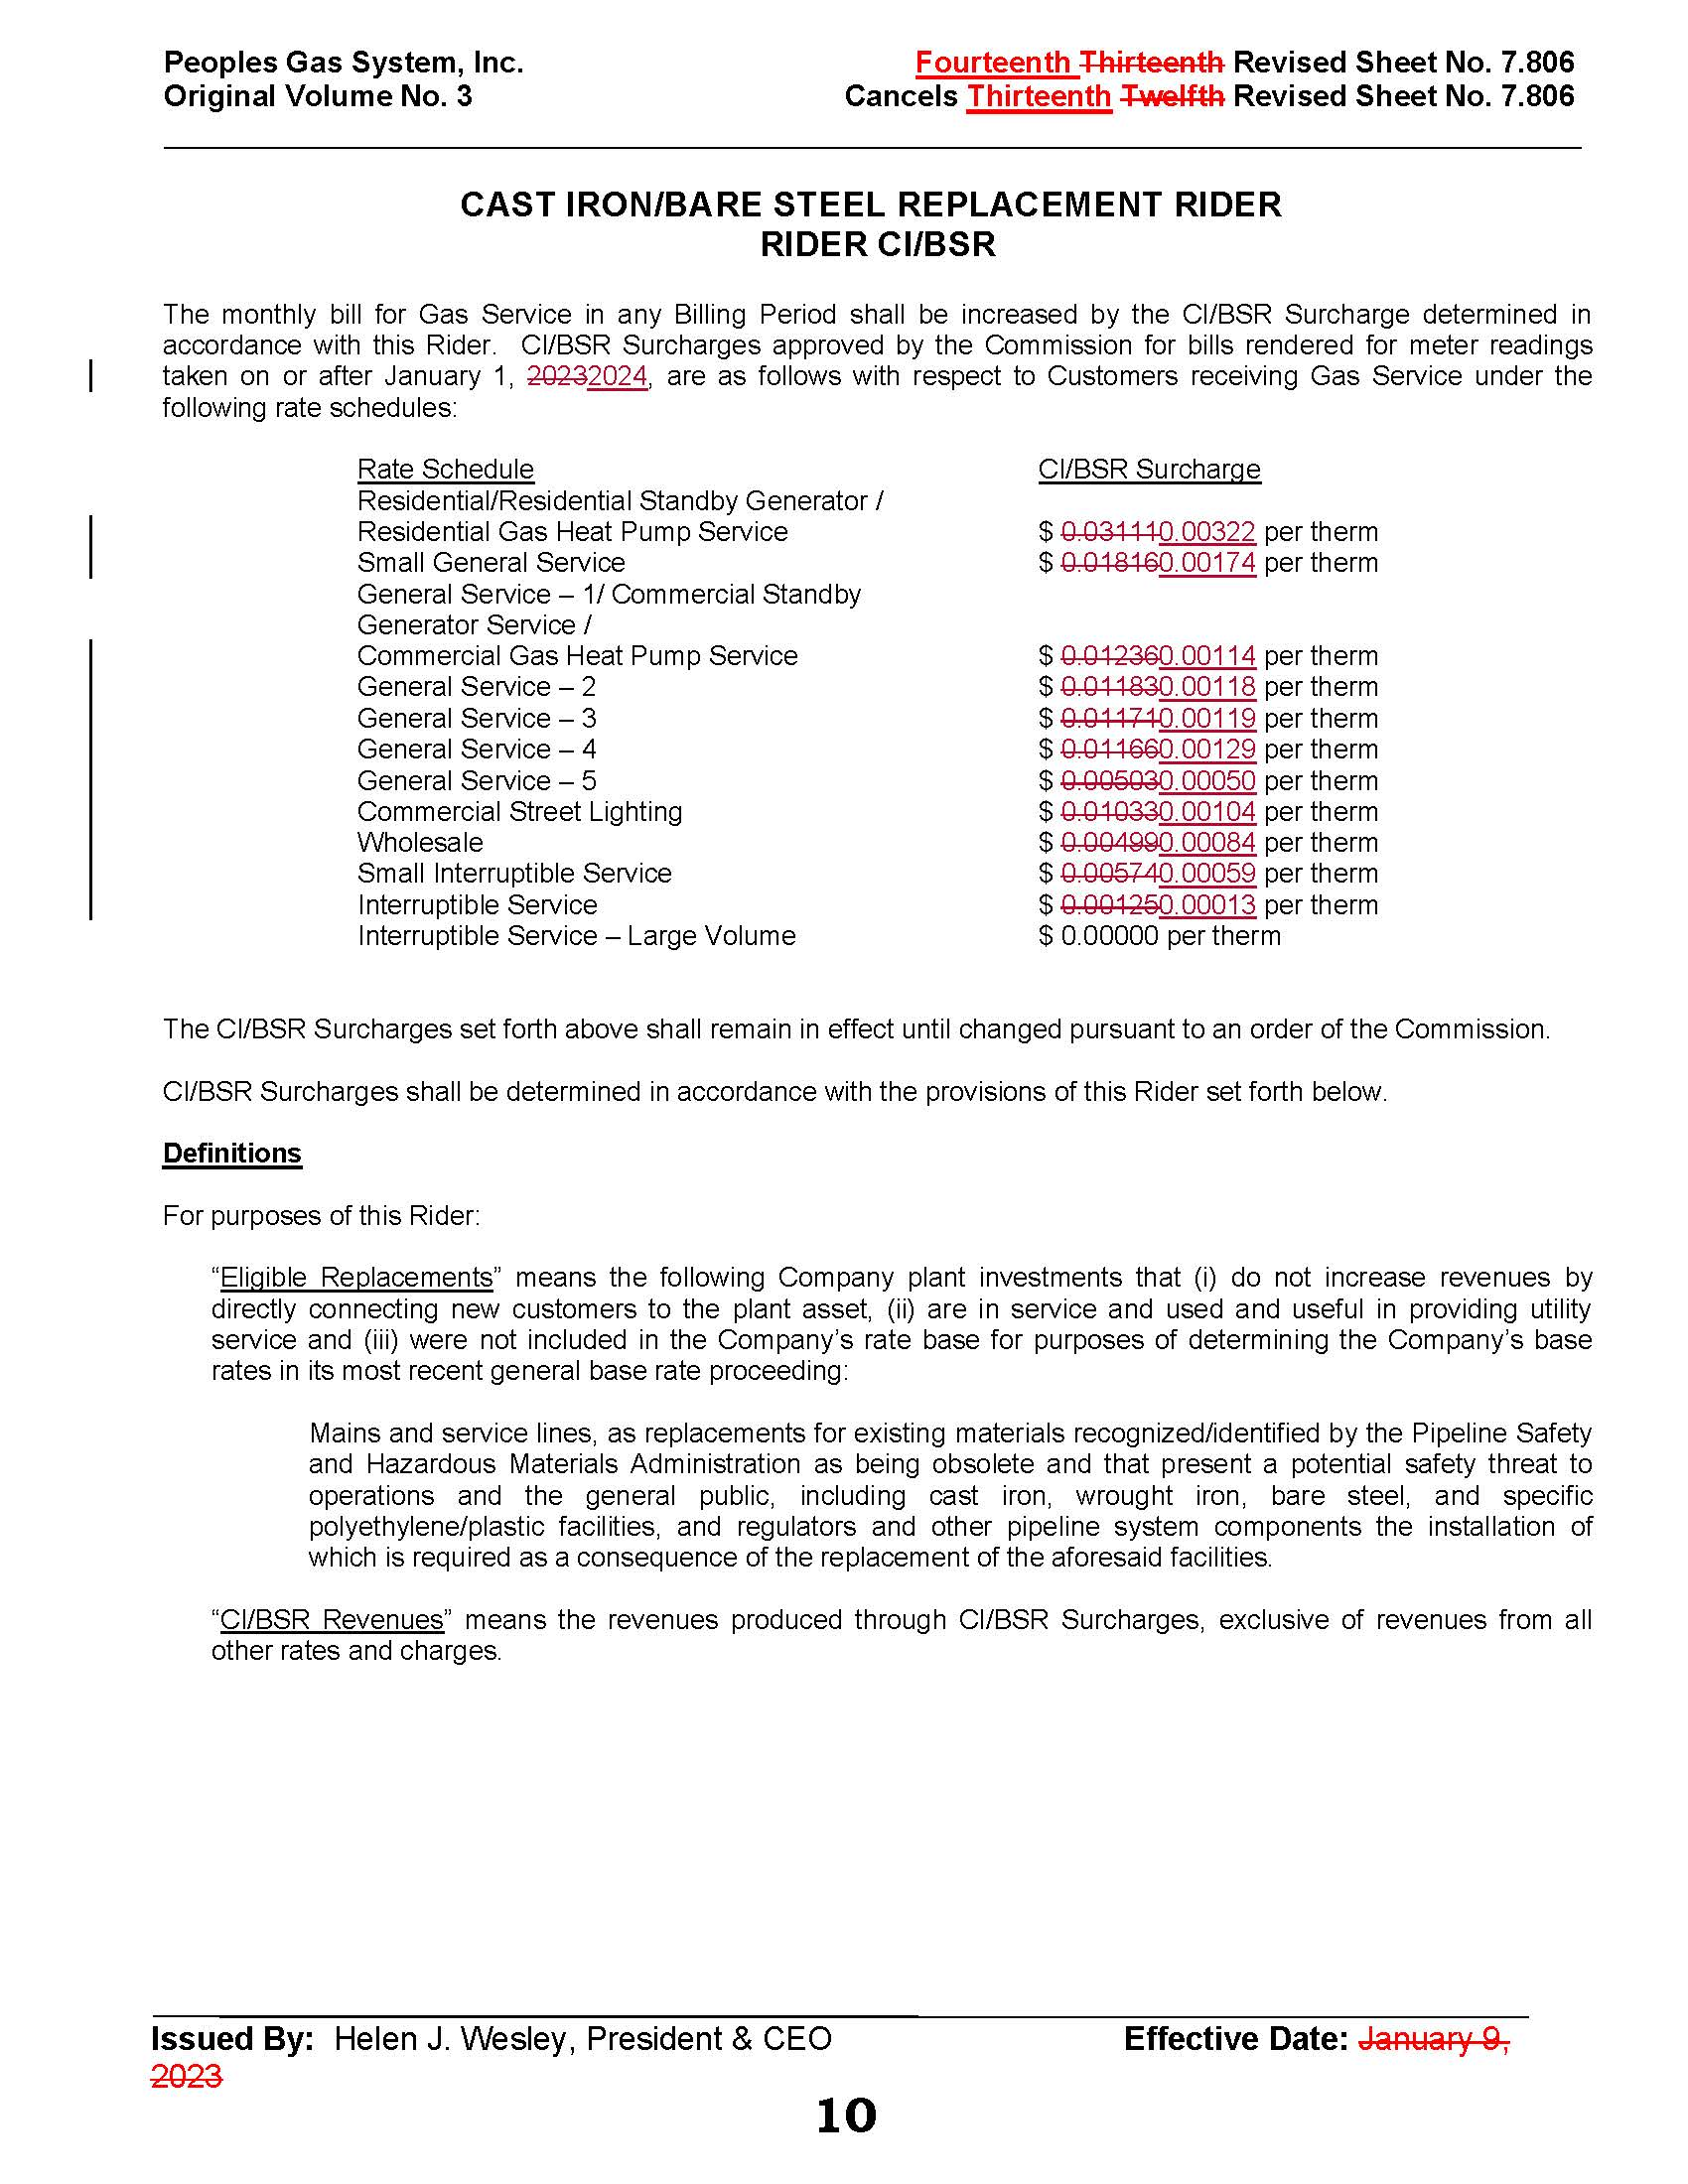 Peoples Gas System, Inc.
Original Volume No. 3
Fourteenth Thirteenth Revised Sheet No. 7.806
Cancels Thirteenth Twelfth Revised Sheet No. 7.806
CAST IRON/BARE STEEL REPLACEMENT RIDER
RIDER CI/BSR
The monthly bill for Gas Service in any Billing Period shall be increased by the CI/BSR Surcharge determined in
accordance with this Rider. CI/BSR Surcharges approved by the Commission for bills rendered for meter readings
taken on or after January 1, 20232024, are as follows with respect to Customers receiving Gas Service under the
following rate schedules:
Rate Schedule CI/BSR Surcharge
Residential/Residential Standby Generator /
Residential Gas Heat Pump Service $ 0.031110.00322 per therm
Small General Service $ 0.018160.00174 per therm
General Service – 1/ Commercial Standby
Generator Service /
Commercial Gas Heat Pump Service $ 0.012360.00114 per therm
General Service – 2 $ 0.011830.00118 per therm
General Service – 3 $ 0.011710.00119 per therm
General Service – 4 $ 0.011660.00129 per therm
General Service – 5 $ 0.005030.00050 per therm
Commercial Street Lighting $ 0.010330.00104 per therm
Wholesale $ 0.004990.00084 per therm
Small Interruptible Service $ 0.005740.00059 per therm
Interruptible Service $ 0.001250.00013 per therm
Interruptible Service – Large Volume $ 0.00000 per therm
The CI/BSR Surcharges set forth above shall remain in effect until changed pursuant to an order of the Commission.
CI/BSR Surcharges shall be determined in accordance with the provisions of this Rider set forth below.
Definitions
For purposes of this Rider:
“Eligible Replacements” means the following Company plant investments that (i) do not increase revenues by
directly connecting new customers to the plant asset, (ii) are in service and used and useful in providing utility
service and (iii) were not included in the Company’s rate base for purposes of determining the Company’s base
rates in its most recent general base rate proceeding:
Mains and service lines, as replacements for existing materials recognized/identified by the Pipeline Safety
and Hazardous Materials Administration as being obsolete and that present a potential safety threat to
operations and the general public, including cast iron, wrought iron, bare steel, and specific
polyethylene/plastic facilities, and regulators and other pipeline system components the installation of
which is required as a consequence of the replacement of the aforesaid facilities.
“CI/BSR Revenues” means the revenues produced through CI/BSR Surcharges, exclusive of revenues from all
other rates and charges.
Issued By: Helen J. Wesley, President & CEO Effective Date: January 9,
2023
10